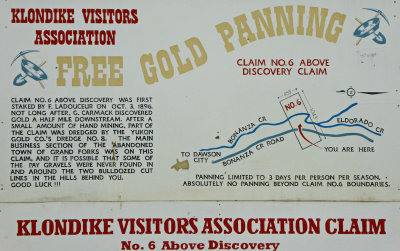 KLONDIKE VISITORS
ASSOCIATION
FREE GOLD PANNING
CLAIM NO.6 ABOVE
DISCOVERY CLAIM
CLAIM NO.6 ABOVE DISCOVERY WAS FIRST
STAKED BY F. LADOUCEUR ON OCT. 3, 1896.
NOT LONG AFTER, G. CARMACK DISCOVERED
GOLD A HALF MILE DOWNSTREAM. AFTER A
SMALL AMOUNT OF HAND MINING, PART OF
THE CLAIM WAS DREDGED BY THE YUKON
GOLD CO.'S DREDGE NO.8. THE MAIN
BUSINESS SECTION OF THE ABANDONED
TOWN OF GRAND FORKS WAS ON THIS
CLAIM, AND IT IS POSSIBLE THAT SOME OF
THE PAY GRAVELS WERE NEVER FOUND IN
AND AROUND THE TWO BULLDOZED CUT
LINES IN THE HILLS BEHIND YOU.
GOOD LUCK !!!
NO.6
BONANZA CR
ELDORADO CR
TO DAWSON
CITY
BONANZA CR ROAD
YOU ARE HERE
PANNING LIMITED TO 3 DAYS PER PERSON PER SEASON.
ABSOLUTELY NO PANNING BEYOND CLAIM NO.6 BOUNDARIES.
KLONDIKE VISITORS ASSOCIATION CLAIM
No. 6 Above Discovery